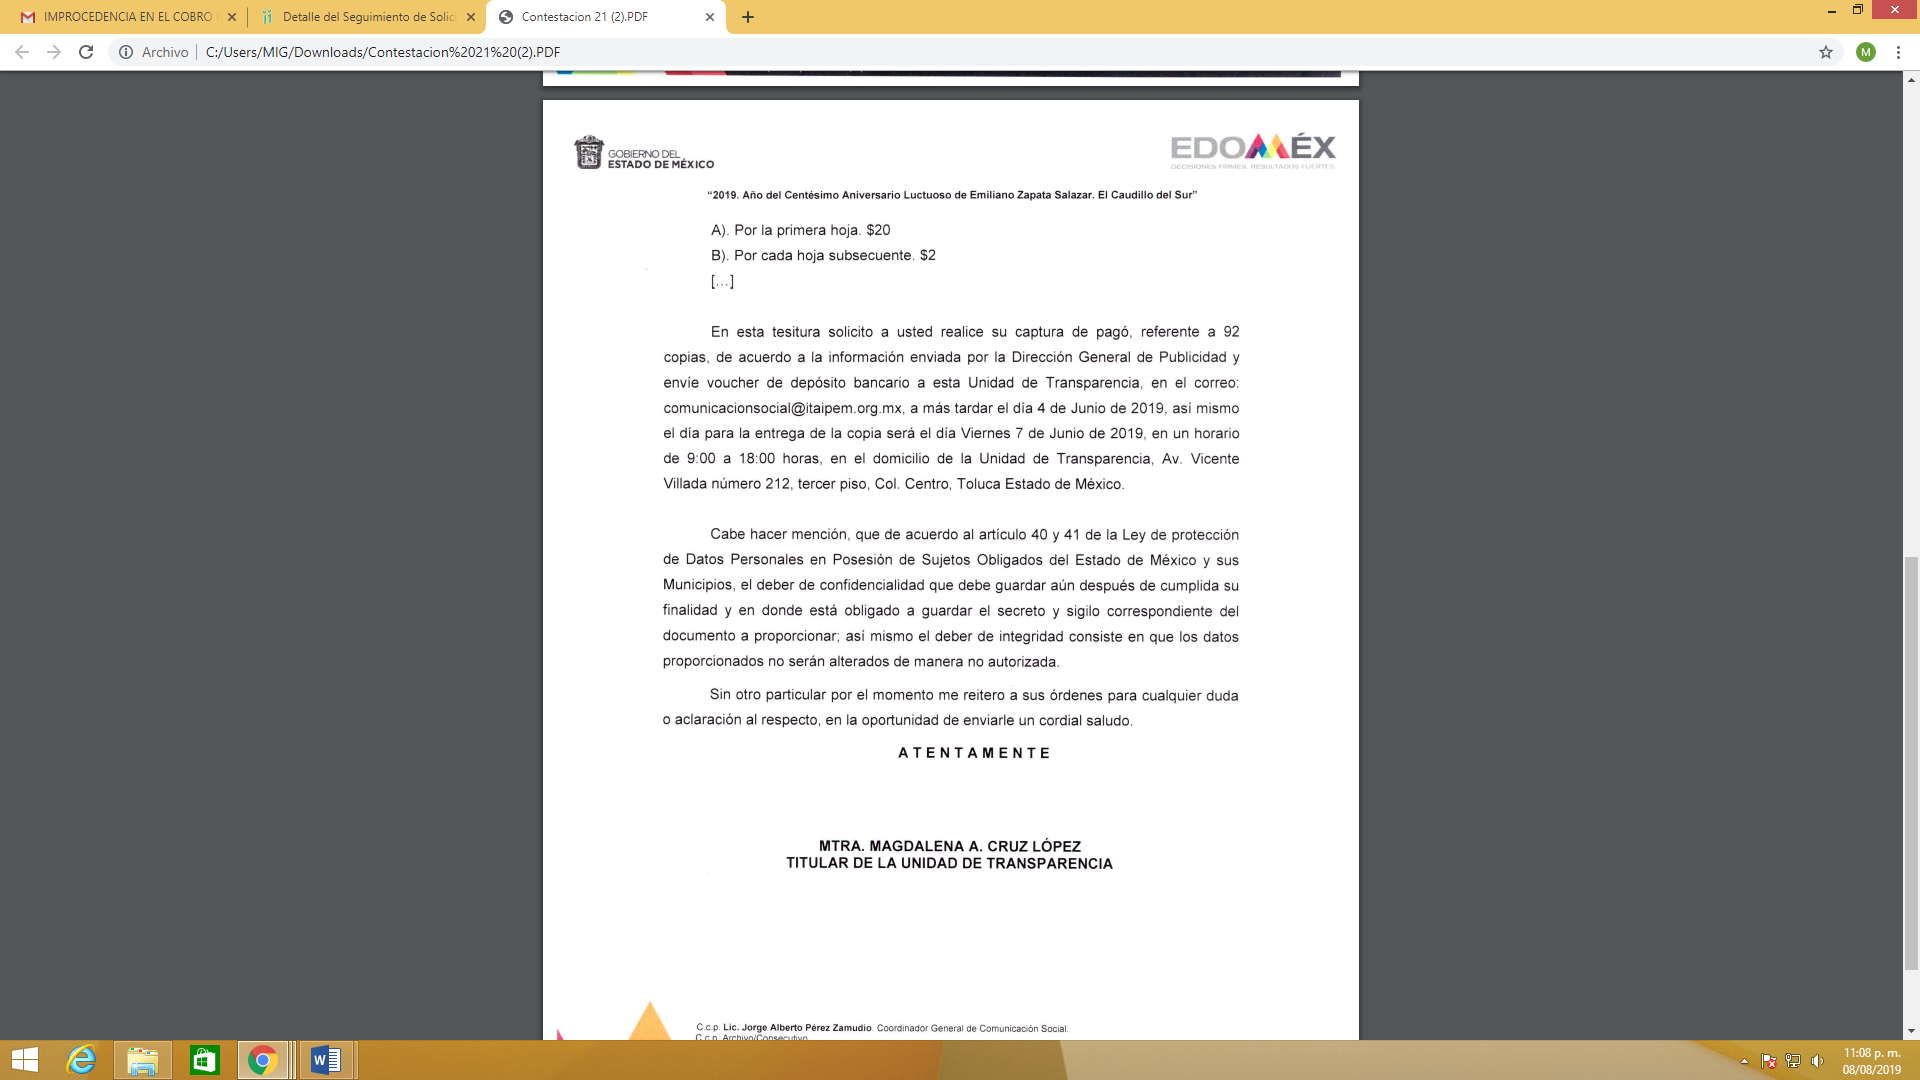 IMPROCEDENCIA EN EL COBRO
Detalle del Seguimiento de Solic
Contestacion 21 (2).PDF
Archivo
C:/Users/MIG/Downloads/Contestacion%2021%20(2).PDF
M
GOBIERNO DEL
ESTADO DE MÉXICO
EDOMÉX
DECISIONES FIRMES, RESULTADOS FUERTES.
“2019. Año del Centésimo Aniversario Luctuoso de Emiliano Zapata Salazar. El Caudillo del Sur”
A). Por la primera hoja. $20
B). Por cada hoja subsecuente. $2
[…]
En esta tesitura solicito a usted realice su captura de pagó, referente a 92
copias, de acuerdo a la información enviada por la Dirección General de Publicidad y
envíe voucher de depósito bancario a esta Unidad de Transparencia, en el correo:
comunicacionsocial@itaipem.org.mx, a más tardar el día 4 de Junio de 2019, así mismo
el día para la entrega de la copia será el día Viernes 7 de Junio de 2019, en un horario
de 9:00 a 18:00 horas, en el domicilio de la Unidad de Transparencia, Av. Vicente
Villada número 212, tercer piso, Col. Centro, Toluca Estado de México.
Cabe hacer mención, que de acuerdo al artículo 40 y 41 de la Ley de protección
de Datos Personales en Posesión de Sujetos Obligados del Estado de México y sus
Municipios, el deber de confidencialidad que debe guardar aún después de cumplida su
finalidad y en donde está obligado a guardar el secreto y sigilo correspondiente del
documento a proporcionar; así mismo el deber de integridad consiste en que los datos
proporcionados no serán alterados de manera no autorizada.
Sin otro particular por el momento me reitero a sus órdenes para cualquier duda
o aclaración al respecto, en la oportunidad de enviarle un cordial saludo.
A T E N T A M E N T E
MTRA. MAGDALENA A. CRUZ LÓPEZ
TITULAR DE LA UNIDAD DE TRANSPARENCIA
C.c.p. Lic. Jorge Alberto Pérez Zamudio. Coordinador General de Comunicación Social.
C.c.p. Archivo/Consecutivo
11:08 p. m.
08/08/2019